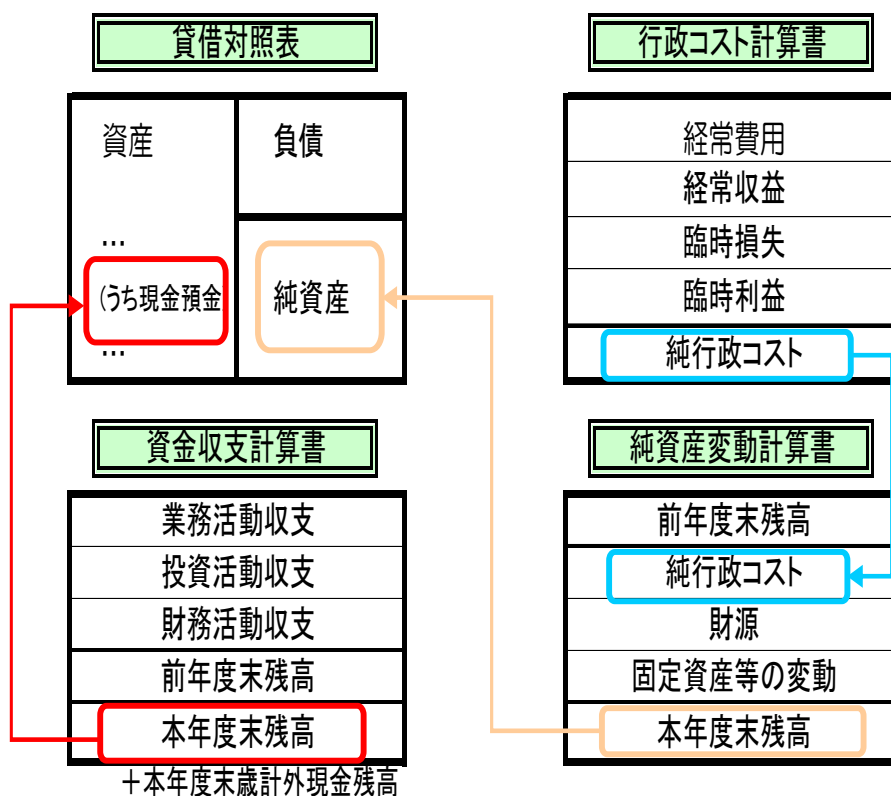 貸借対照表
資産
負債
…
(うち現金預金
純資産
…
行政コスト計算書
経常費用
経常収益
臨時損失
臨時利益
純行政コスト
資金収支計算書
業務活動収支
投資活動収支
財務活動収支
前年度末残高
本年度末残高
＋本年度末歳計外現金残高
純資産変動計算書
前年度末残高
純行政コスト
財源
固定資産等の変動
本年度末残高